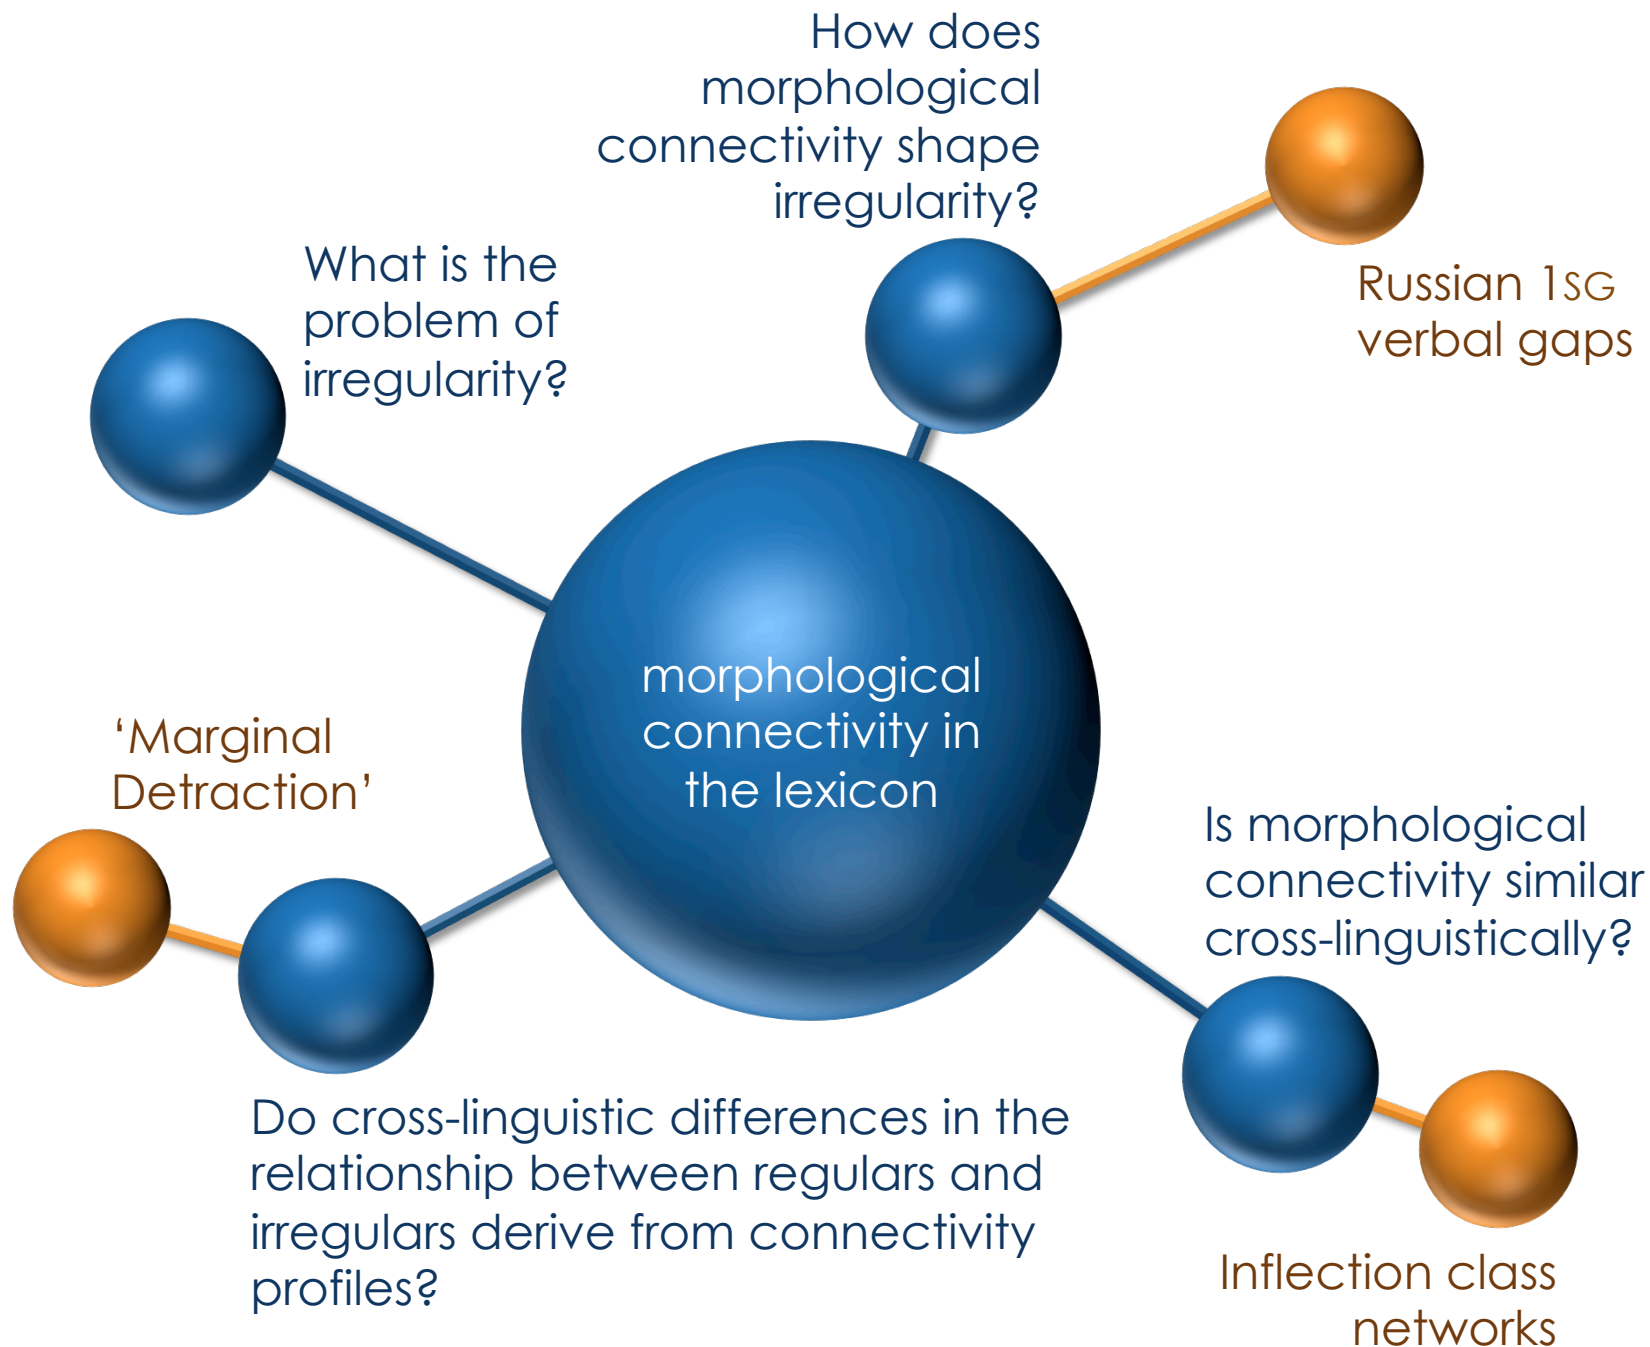 How does
morphological
connectivity shape
irregularity?
What is the
problem of
irregularity?
Russian 1SG
verbal gaps
morphological
connectivity in
the lexicon
‘Marginal
Detraction’
Is morphological
connectivity similar
cross-linguistically?
Do cross-linguistic differences in the
relationship between regulars and
irregulars derive from connectivity
profiles?
Inflection class
networks